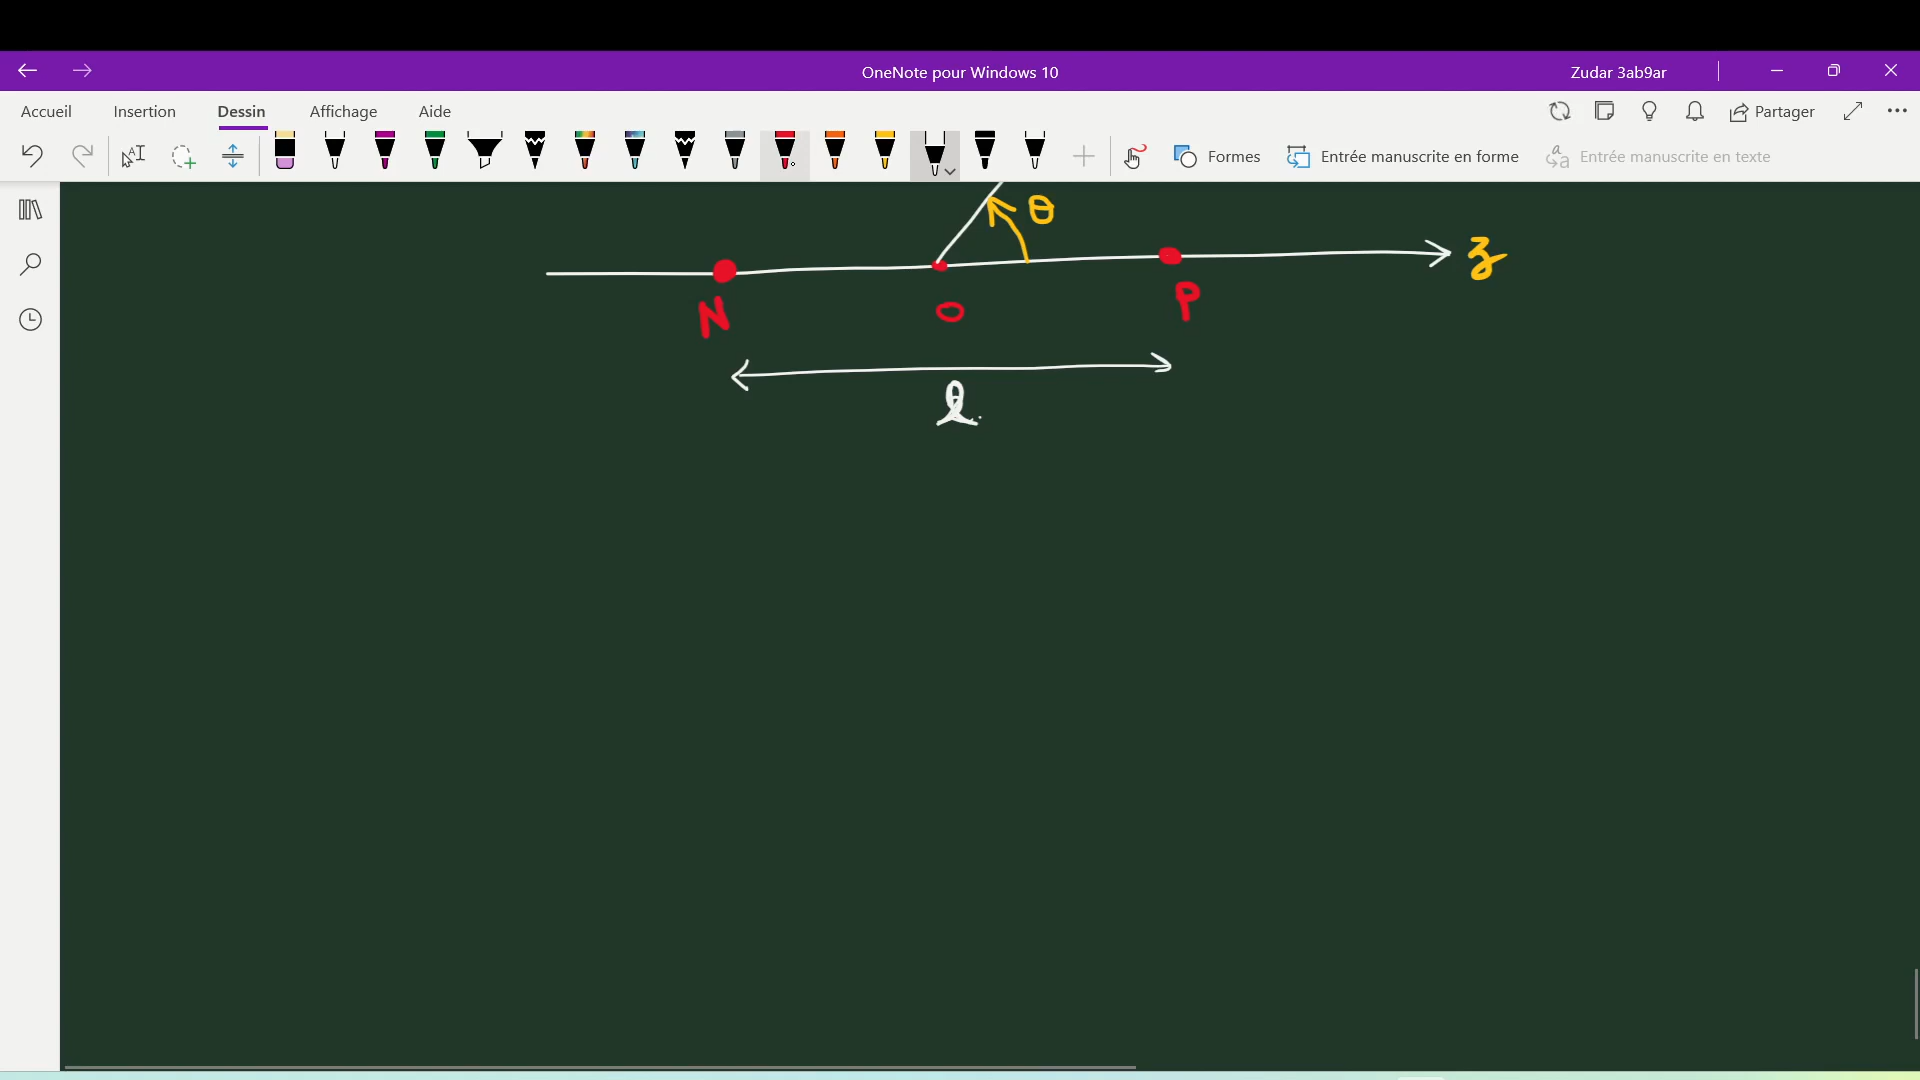 OneNote pour Windows 10
Zudar 3ab9ar
Accueil Insertion Dessin Affichage Aide
Partager
Formes Entrée manuscrite en forme Entrée manuscrite en texte
θ
z
N O P
l